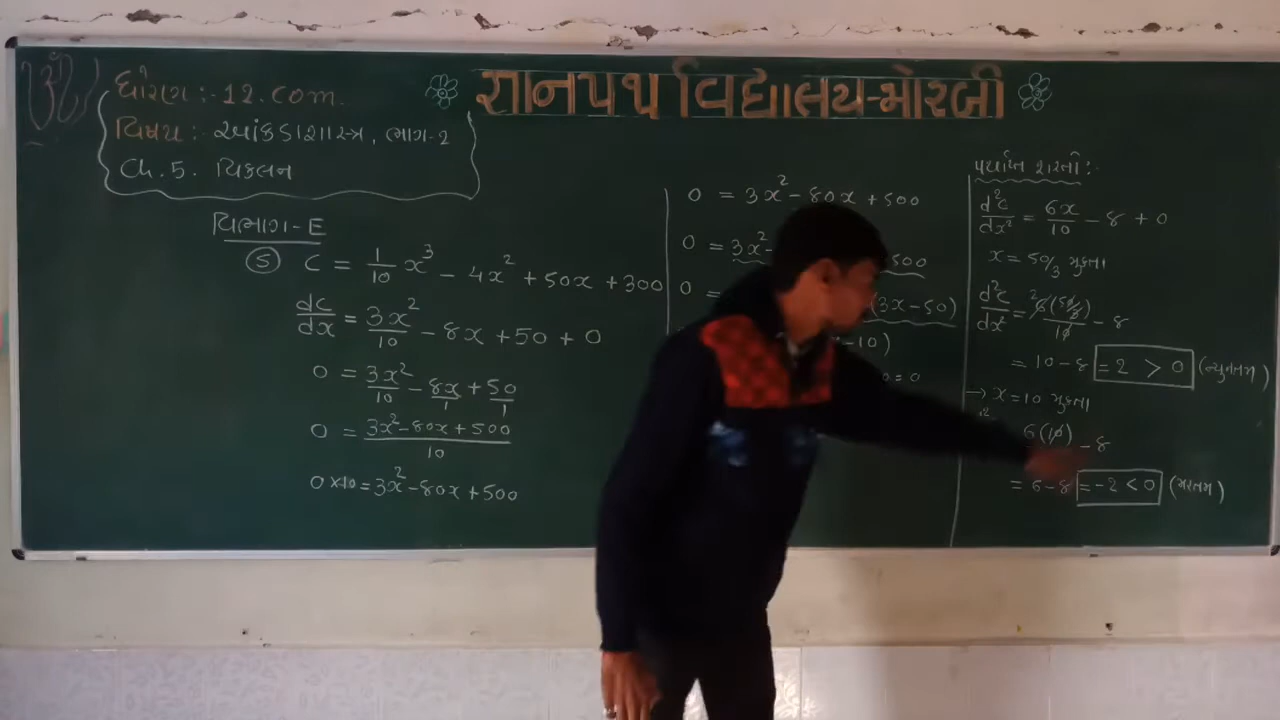 ધોરણ :- 12. com.
વિષય :- આંકડાશાસ્ત્ર, ભાગ-2
Ch. 5. વિકલન
જ્ઞાનપથ વિદ્યાલય-મોરબી
વિભાગ-E
(5) C = 1/10 x³ - 4x² + 50x + 300
dc/dx = 3x²/10 - 8x + 50 + 0
0 = 3x²/10 - 8x/1 + 50/1
0 = 3x²-80x+500/10
0×10 = 3x²-80x+500
0 = 3x²-80x+500
0 = 3x²- 500
0 = (3x-50)
-10)
=0
પર્યાપ્ત શરતો :-
d²c/dx² = 6x/10 - 8 + 0
x = 50/3 મુકતા
d²c/dx² = ²6(50/3)/10 - 8
= 10-8 = 2 > 0 (ન્યુનતમ)
→ x = 10 મુકતા
6(10) -8
= 6-8 = -2 < 0 (મહત્તમ)